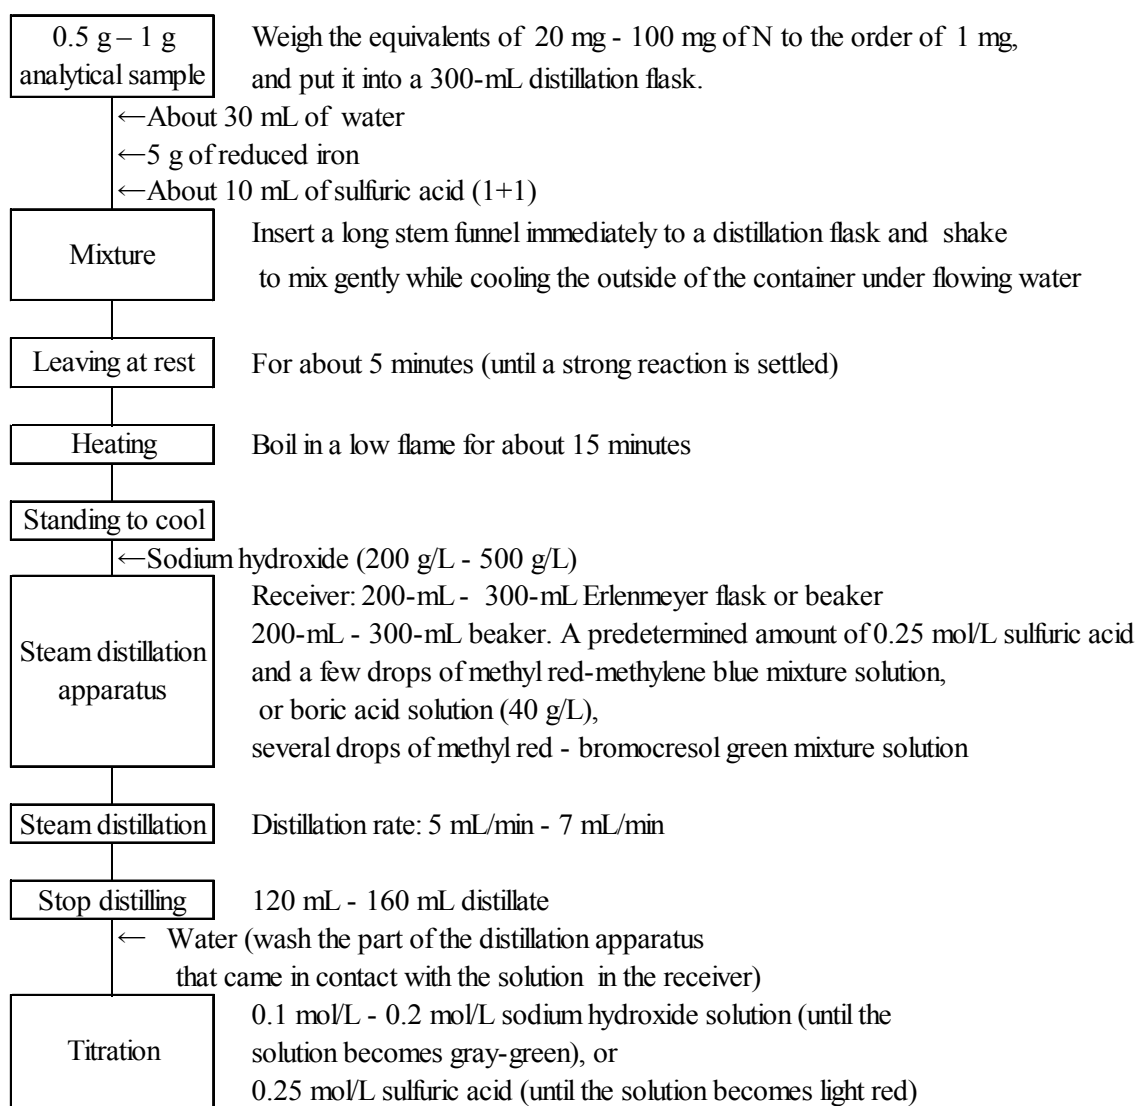 0.5 g – 1 g
analytical sample
Weigh the equivalents of 20 mg - 100 mg of N to the order of 1 mg,
and put it into a 300-mL distillation flask.
←About 30 mL of water
←5 g of reduced iron
←About 10 mL of sulfuric acid (1+1)
Mixture
Insert a long stem funnel immediately to a distillation flask and shake
to mix gently while cooling the outside of the container under flowing water
Leaving at rest
For about 5 minutes (until a strong reaction is settled)
Heating
Boil in a low flame for about 15 minutes
Standing to cool
←Sodium hydroxide (200 g/L - 500 g/L)
Steam distillation
apparatus
Receiver: 200-mL - 300-mL Erlenmeyer flask or beaker
200-mL - 300-mL beaker. A predetermined amount of 0.25 mol/L sulfuric acid
and a few drops of methyl red-methylene blue mixture solution,
or boric acid solution (40 g/L),
several drops of methyl red - bromocresol green mixture solution
Steam distillation
Distillation rate: 5 mL/min - 7 mL/min
Stop distilling
120 mL - 160 mL distillate
← Water (wash the part of the distillation apparatus
that came in contact with the solution in the receiver)
Titration
0.1 mol/L - 0.2 mol/L sodium hydroxide solution (until the
solution becomes gray-green), or
0.25 mol/L sulfuric acid (until the solution becomes light red)